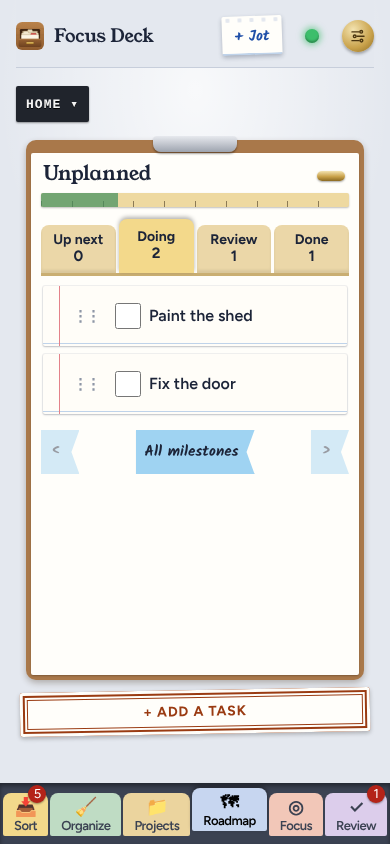 Focus Deck
+ Jot
HOME ▾
Unplanned
Up next
0
Doing
2
Review
1
Done
1
Paint the shed
Fix the door
<
All milestones
>
+ ADD A TASK
5
Sort
Organize
Projects
Roadmap
Focus
1
Review